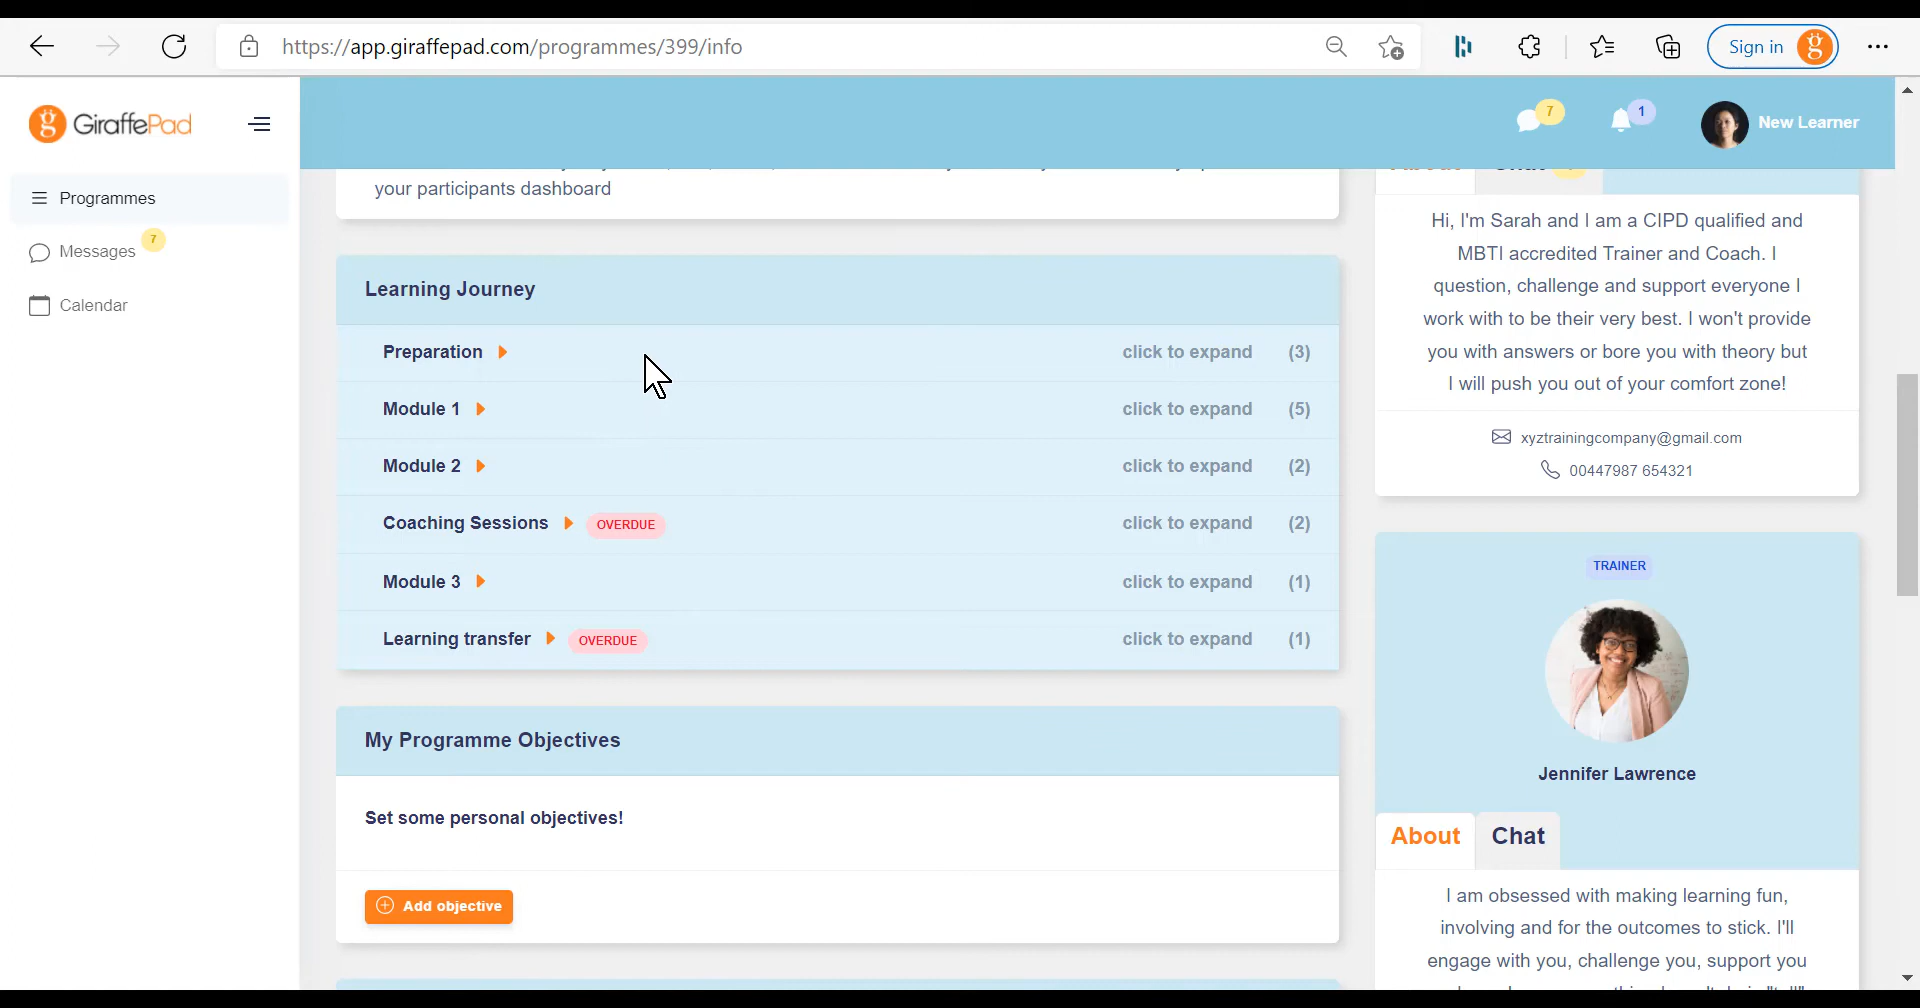 https://app.giraffepad.com/programmes/399/info
Sign in
GiraffePad
7
1
New Learner
Programmes
Messages 7
Calendar
your participants dashboard
Learning Journey
Preparation click to expand (3)
Module 1 click to expand (5)
Module 2 click to expand (2)
Coaching Sessions OVERDUE click to expand (2)
Module 3 click to expand (1)
Learning transfer OVERDUE click to expand (1)
My Programme Objectives
Set some personal objectives!
Add objective
Hi, I'm Sarah and I am a CIPD qualified and
MBTI accredited Trainer and Coach. I
question, challenge and support everyone I
work with to be their very best. I won't provide
you with answers or bore you with theory but
I will push you out of your comfort zone!
xyztrainingcompany@gmail.com
00447987 654321
TRAINER
Jennifer Lawrence
About Chat
I am obsessed with making learning fun,
involving and for the outcomes to stick. I'll
engage with you, challenge you, support you